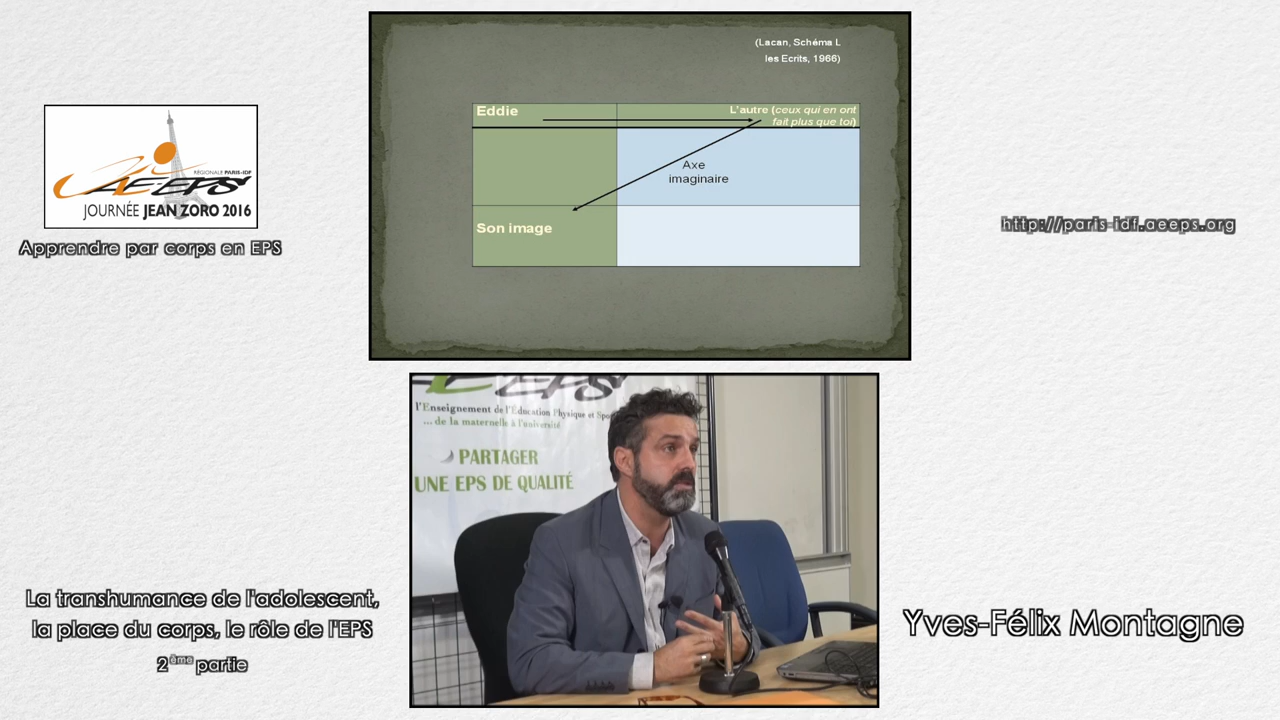 (Lacan, Schéma L
les Ecrits, 1966)
Eddie
L'autre (ceux qui en ont
fait plus que toi)
Axe
imaginaire
Son image
RÉGIONALE PARIS-IDF
AEEPS
JOURNÉE JEAN ZORO 2016
Apprendre par corps en EPS
http://paris-idf.aeeps.org
l'Enseignement de l'Éducation Physique et Spo
... de la maternelle à l'université
PARTAGER
UNE EPS DE QUALITÉ
La transhumance de l'adolescent,
la place du corps, le rôle de l'EPS
2ème partie
Yves-Félix Montagne